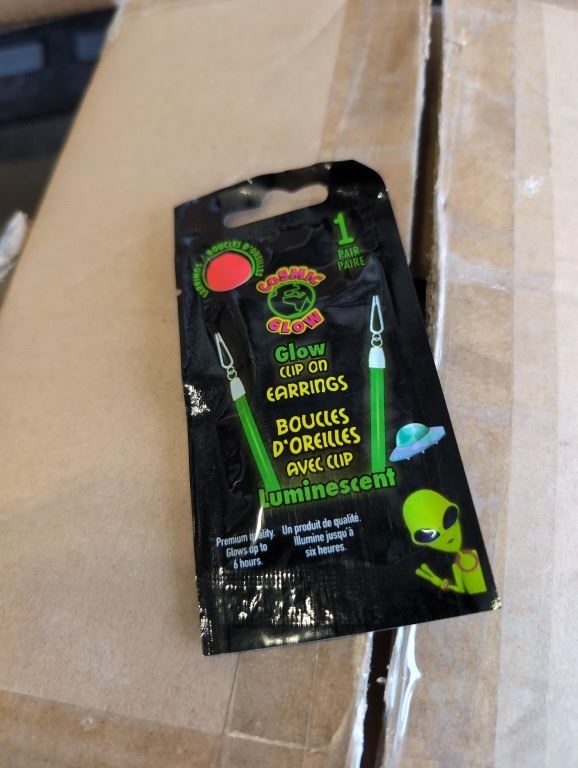 EARRINGS • BOUCLES D'OREILLES
1
PAIR
PAIRE
COSMIC
GLOW
Glow
CLIP ON
EARRINGS
BOUCLES
D'OREILLES
AVEC CLIP
Luminescent
Premium quality.
Glows up to
6 hours.
Un produit de qualité.
Illumine jusqu'à
six heures.